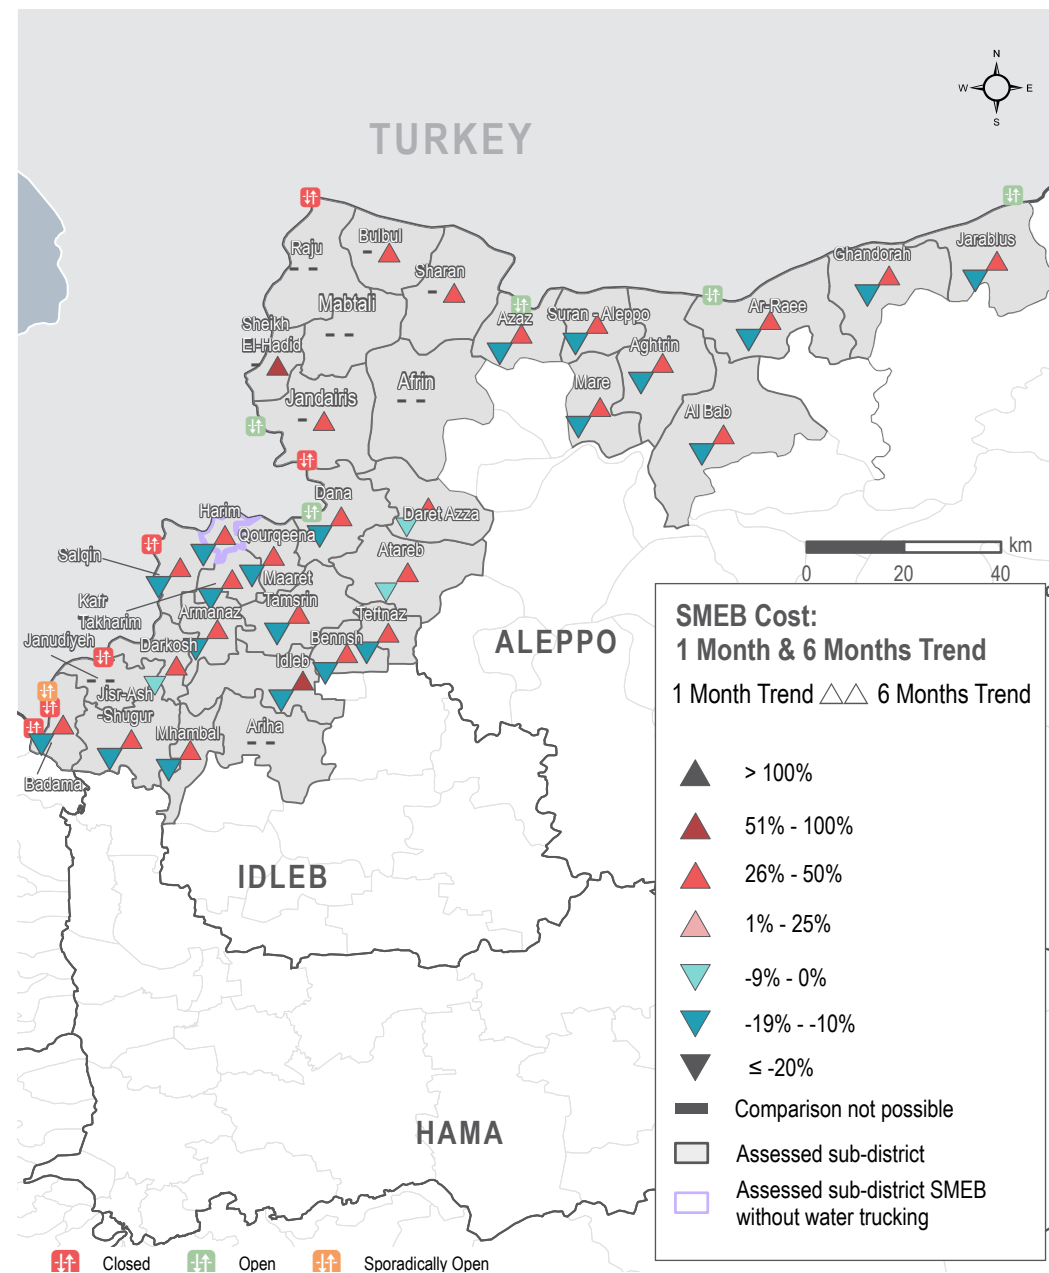 N
W E
S
TURKEY
Raju
Bulbul
Sharan
Mabtali
Sheikh
El-Hadid
Jandairis
Afrin
Azaz
Suran - Aleppo
Aghtrin
Mare
Al Bab
Ar-Raee
Ghandorah
Jarablus
Dana
Daret Azza
Harim
Qourqeena
Atareb
Salqin
Kafr
Takharim
Maaret
Tamsrin
Armanaz
Teftnaz
Bennsh
Janudiyeh
Darkosh
Idleb
Jisr-Ash
-Shugur
Mhambal
Ariha
Badama
ALEPPO
IDLEB
HAMA
km
0 20 40
SMEB Cost:
1 Month & 6 Months Trend
1 Month Trend 6 Months Trend
> 100%
51% - 100%
26% - 50%
1% - 25%
-9% - 0%
-19% - -10%
≤ -20%
Comparison not possible
Assessed sub-district
Assessed sub-district SMEB
without water trucking
Closed Open Sporadically Open